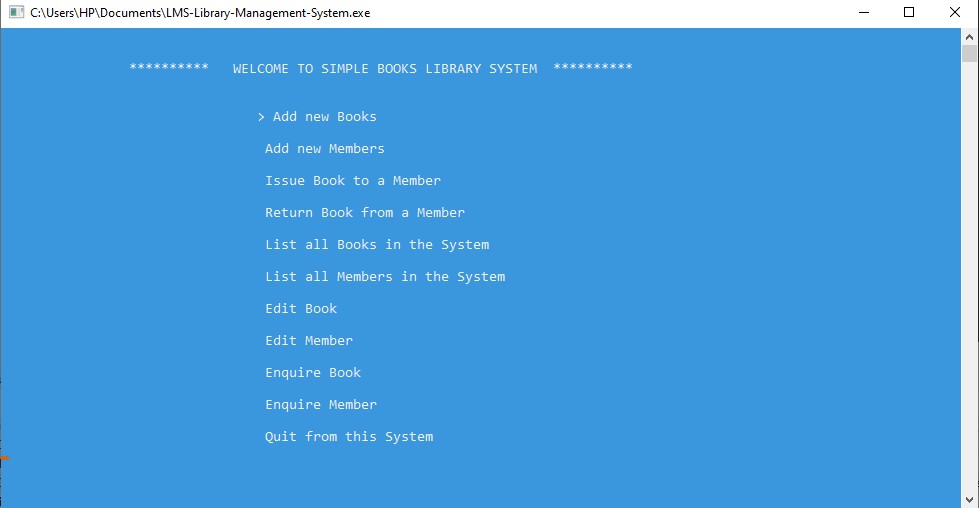 C:\Users\HP\Documents\LMS-Library-Management-System.exe
********** WELCOME TO SIMPLE BOOKS LIBRARY SYSTEM **********
> Add new Books
Add new Members
Issue Book to a Member
Return Book from a Member
List all Books in the System
List all Members in the System
Edit Book
Edit Member
Enquire Book
Enquire Member
Quit from this System